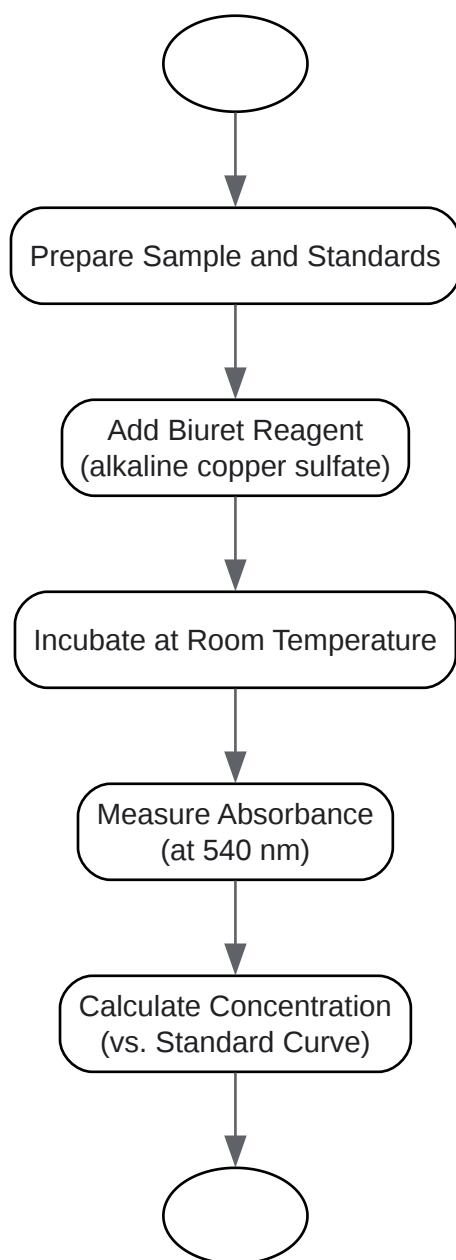 Prepare Sample and Standards
Add Biuret Reagent
(alkaline copper sulfate)
Incubate at Room Temperature
Measure Absorbance
(at 540 nm)
Calculate Concentration
(vs. Standard Curve)